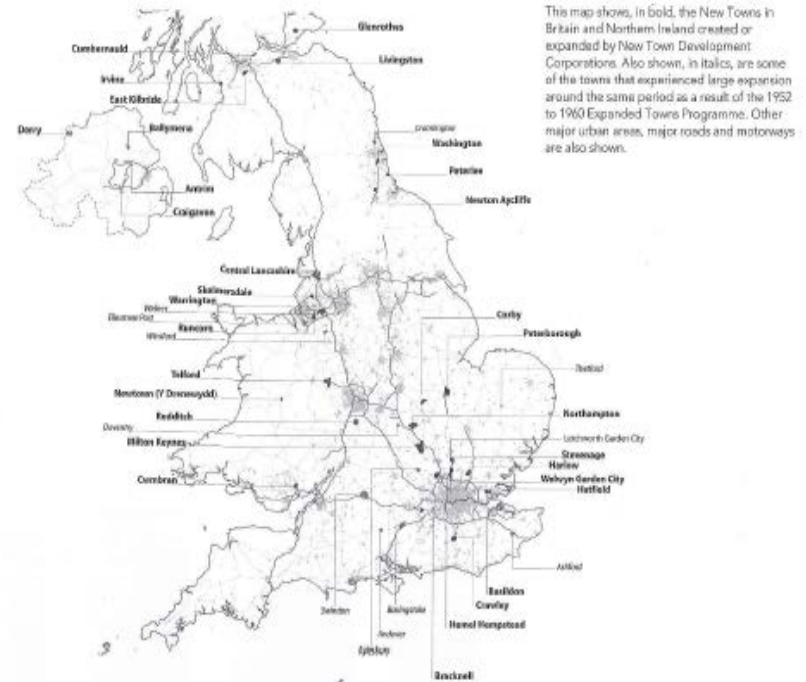 This map shows, in bold, the New Towns in
Britain and Northern Ireland created or
expanded by New Town Development
Corporations. Also shown, in italics, are some
of the towns that experienced large expansion
around the same period as a result of the 1952
to 1960 Expanded Towns Programme. Other
major urban areas, major roads and motorways
are also shown.
Glenrothes
Cumbernauld
Livingston
Irvine
East Kilbride
Derry
Ballymena
Cramlington
Washington
Peterlee
Antrim
Newton Aycliffe
Craigavon
Central Lancashire
Skelmersdale
Warrington
Widnes
Ellesmere Port
Runcorn
Winsford
Corby
Peterborough
Telford
Thetford
Newtown (Y Drenewydd)
Redditch
Northampton
Daventry
Milton Keynes
Letchworth Garden City
Stevenage
Harlow
Cwmbran
Welwyn Garden City
Hatfield
Ashford
Basildon
Swindon
Basingstoke
Crawley
Hemel Hempstead
Andover
Aylesbury
Bracknell